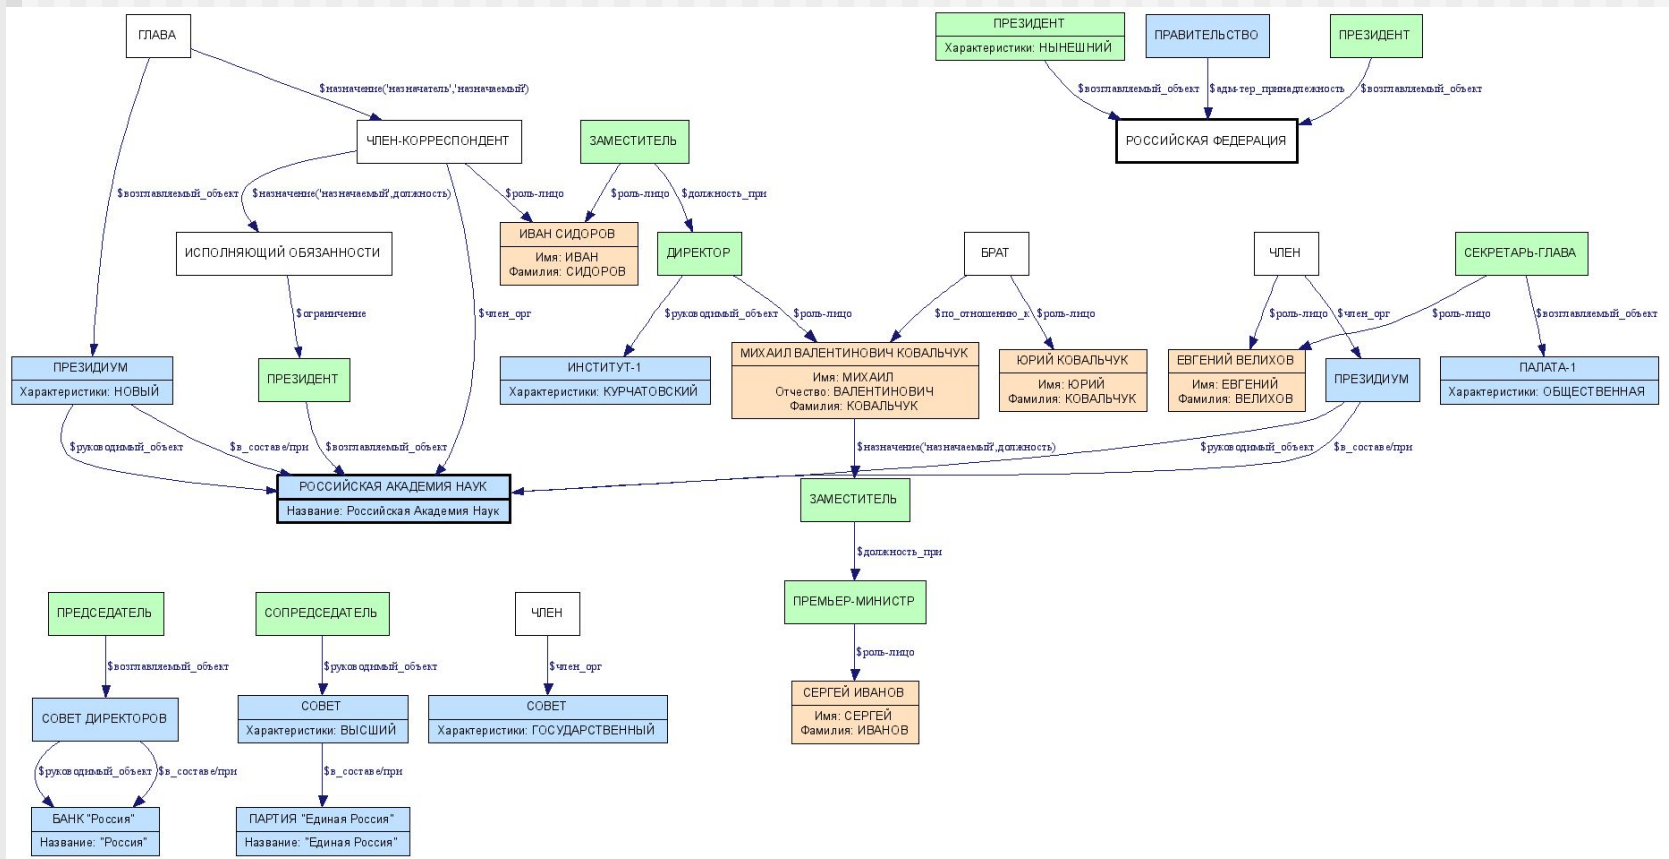 ГЛАВА
ПРЕЗИДЕНТ
Характеристики: НЫНЕШНИЙ
ПРАВИТЕЛЬСТВО
ПРЕЗИДЕНТ
$назначение('назначатель','назначаемый')
$возглавляемый_объект
$адм-тер_принадлежность
$возглавляемый_объект
ЧЛЕН-КОРРЕСПОНДЕНТ
ЗАМЕСТИТЕЛЬ
РОССИЙСКАЯ ФЕДЕРАЦИЯ
$возглавляемый_объект
$назначение('назначаемый',должность)
$роль-лицо
$роль-лицо
$должность_при
ИСПОЛНЯЮЩИЙ ОБЯЗАННОСТИ
ИВАН СИДОРОВ
Имя: ИВАН
Фамилия: СИДОРОВ
ДИРЕКТОР
БРАТ
ЧЛЕН
СЕКРЕТАРЬ-ГЛАВА
$ограничение
$член_орг
$руководимый_объект
$роль-лицо
$по_отношению_к
$роль-лицо
$роль-лицо
$член_орг
$роль-лицо
$возглавляемый_объект
ПРЕЗИДИУМ
Характеристики: НОВЫЙ
ПРЕЗИДЕНТ
ИНСТИТУТ-1
Характеристики: КУРЧАТОВСКИЙ
МИХАИЛ ВАЛЕНТИНОВИЧ КОВАЛЬЧУК
Имя: МИХАИЛ
Отчество: ВАЛЕНТИНОВИЧ
Фамилия: КОВАЛЬЧУК
ЮРИЙ КОВАЛЬЧУК
Имя: ЮРИЙ
Фамилия: КОВАЛЬЧУК
ЕВГЕНИЙ ВЕЛИХОВ
Имя: ЕВГЕНИЙ
Фамилия: ВЕЛИХОВ
ПРЕЗИДИУМ
ПАЛАТА-1
Характеристики: ОБЩЕСТВЕННАЯ
$руководимый_объект
$в_составе/при
$возглавляемый_объект
$назначение('назначаемый',должность)
$руководимый_объект
$в_составе/при
РОССИЙСКАЯ АКАДЕМИЯ НАУК
Название: Российская Академия Наук
ЗАМЕСТИТЕЛЬ
$должность_при
ПРЕДСЕДАТЕЛЬ
СОПРЕДСЕДАТЕЛЬ
ЧЛЕН
ПРЕМЬЕР-МИНИСТР
$возглавляемый_объект
$руководимый_объект
$член_орг
$роль-лицо
СОВЕТ ДИРЕКТОРОВ
СОВЕТ
Характеристики: ВЫСШИЙ
СОВЕТ
Характеристики: ГОСУДАРСТВЕННЫЙ
СЕРГЕЙ ИВАНОВ
Имя: СЕРГЕЙ
Фамилия: ИВАНОВ
$руководимый_объект
$в_составе/при
$в_составе/при
БАНК "Россия"
Название: "Россия"
ПАРТИЯ "Единая Россия"
Название: "Единая Россия"